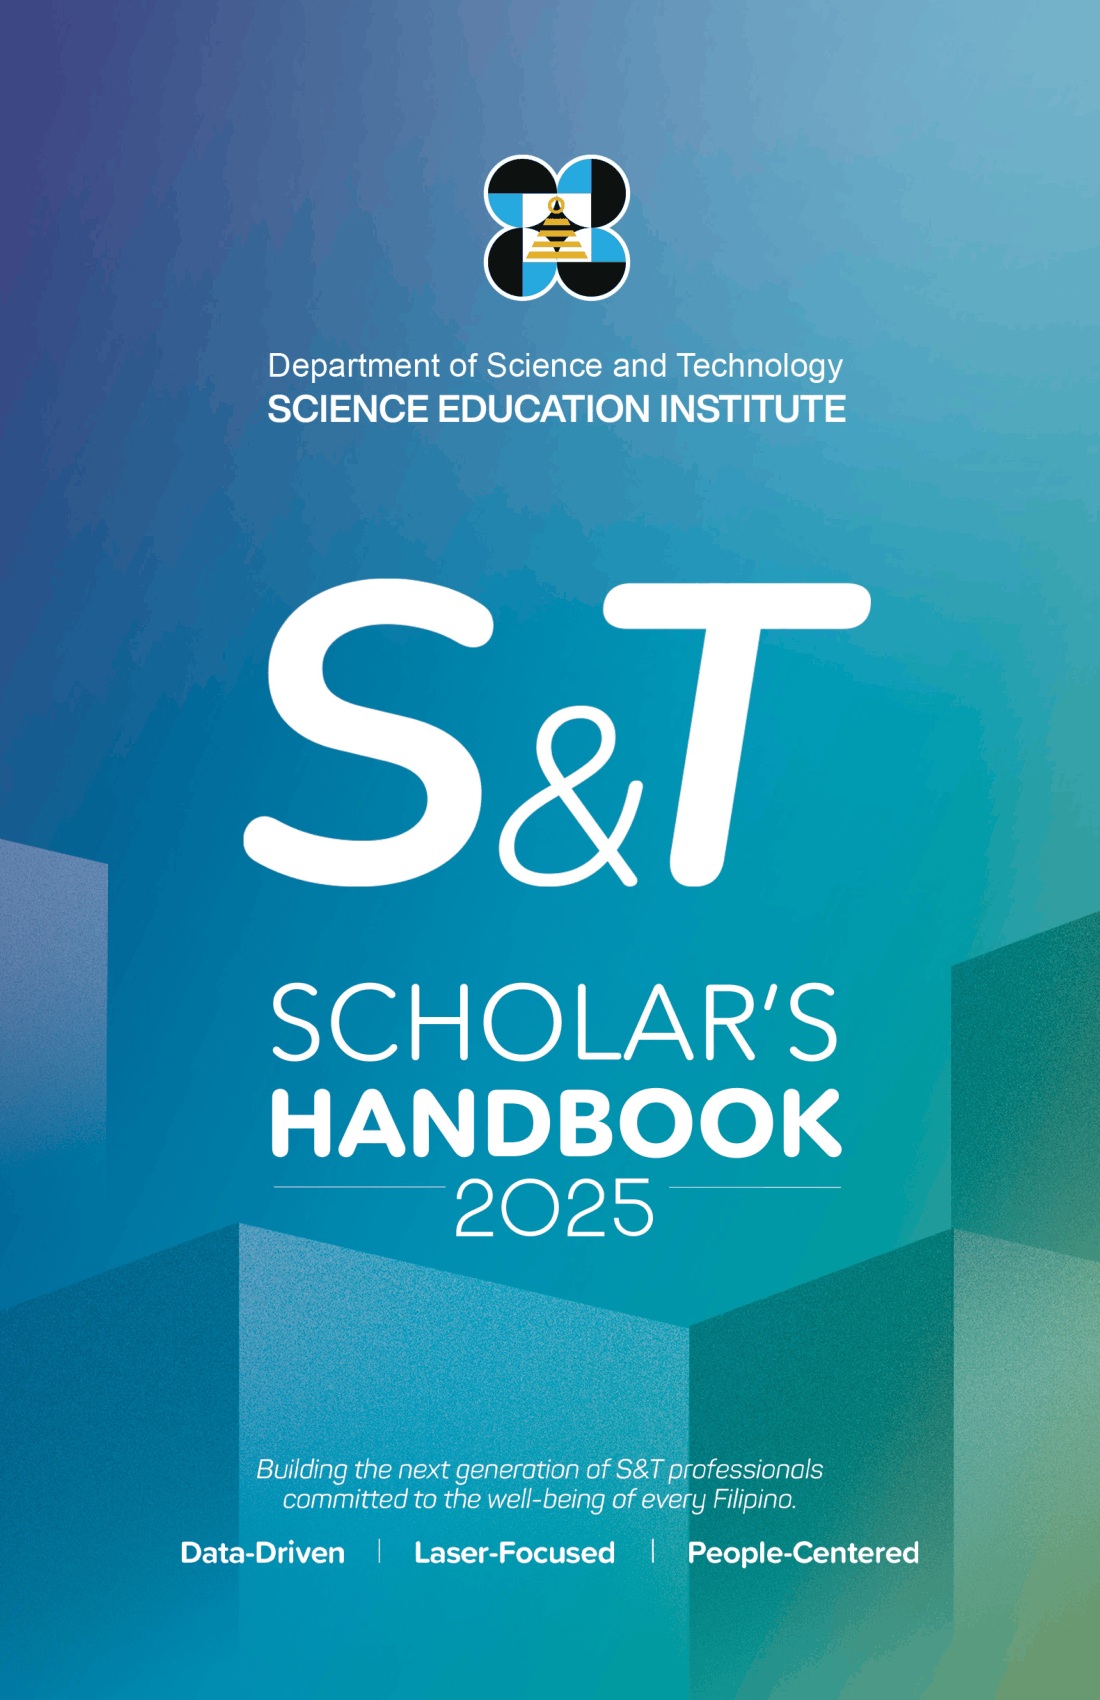 Department of Science and Technology
SCIENCE EDUCATION INSTITUTE
S&T
SCHOLAR'S
HANDBOOK
2025
Building the next generation of S&T professionals
committed to the well-being of every Filipino.
Data-Driven | Laser-Focused | People-Centered